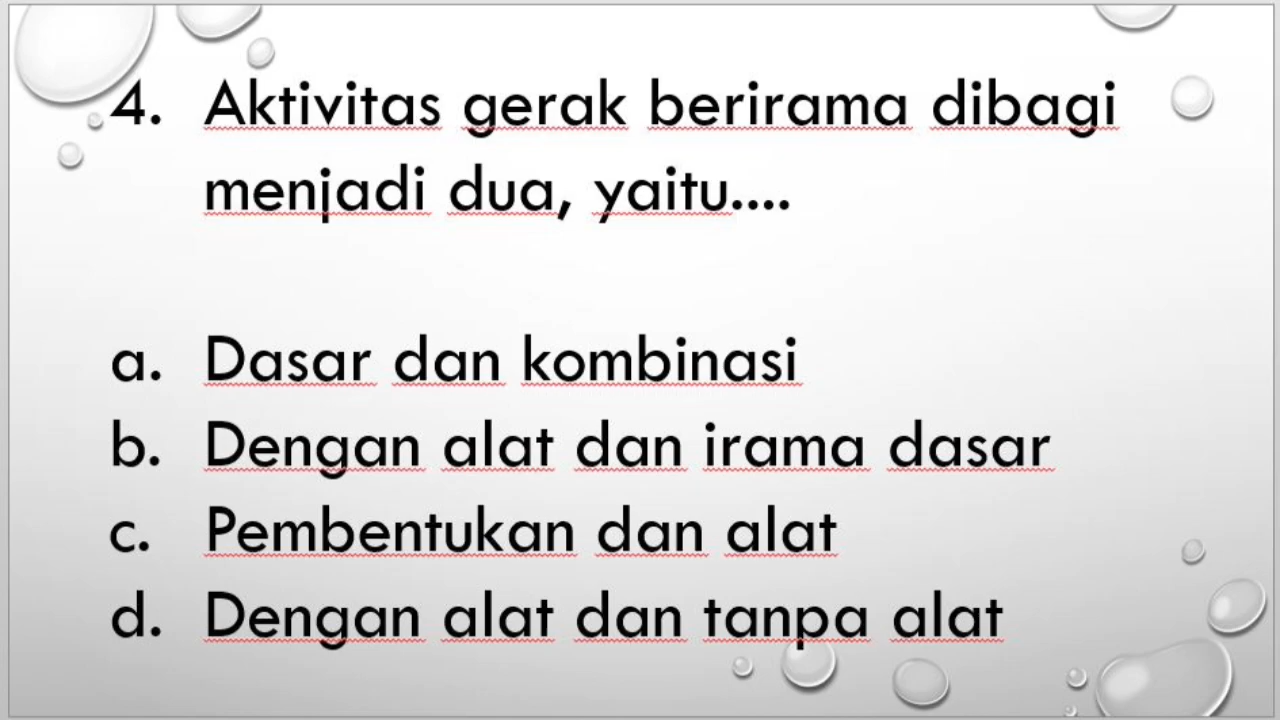 4. Aktivitas gerak berirama dibagi
menjadi dua, yaitu....
a. Dasar dan kombinasi
b. Dengan alat dan irama dasar
c. Pembentukan dan alat
d. Dengan alat dan tanpa alat